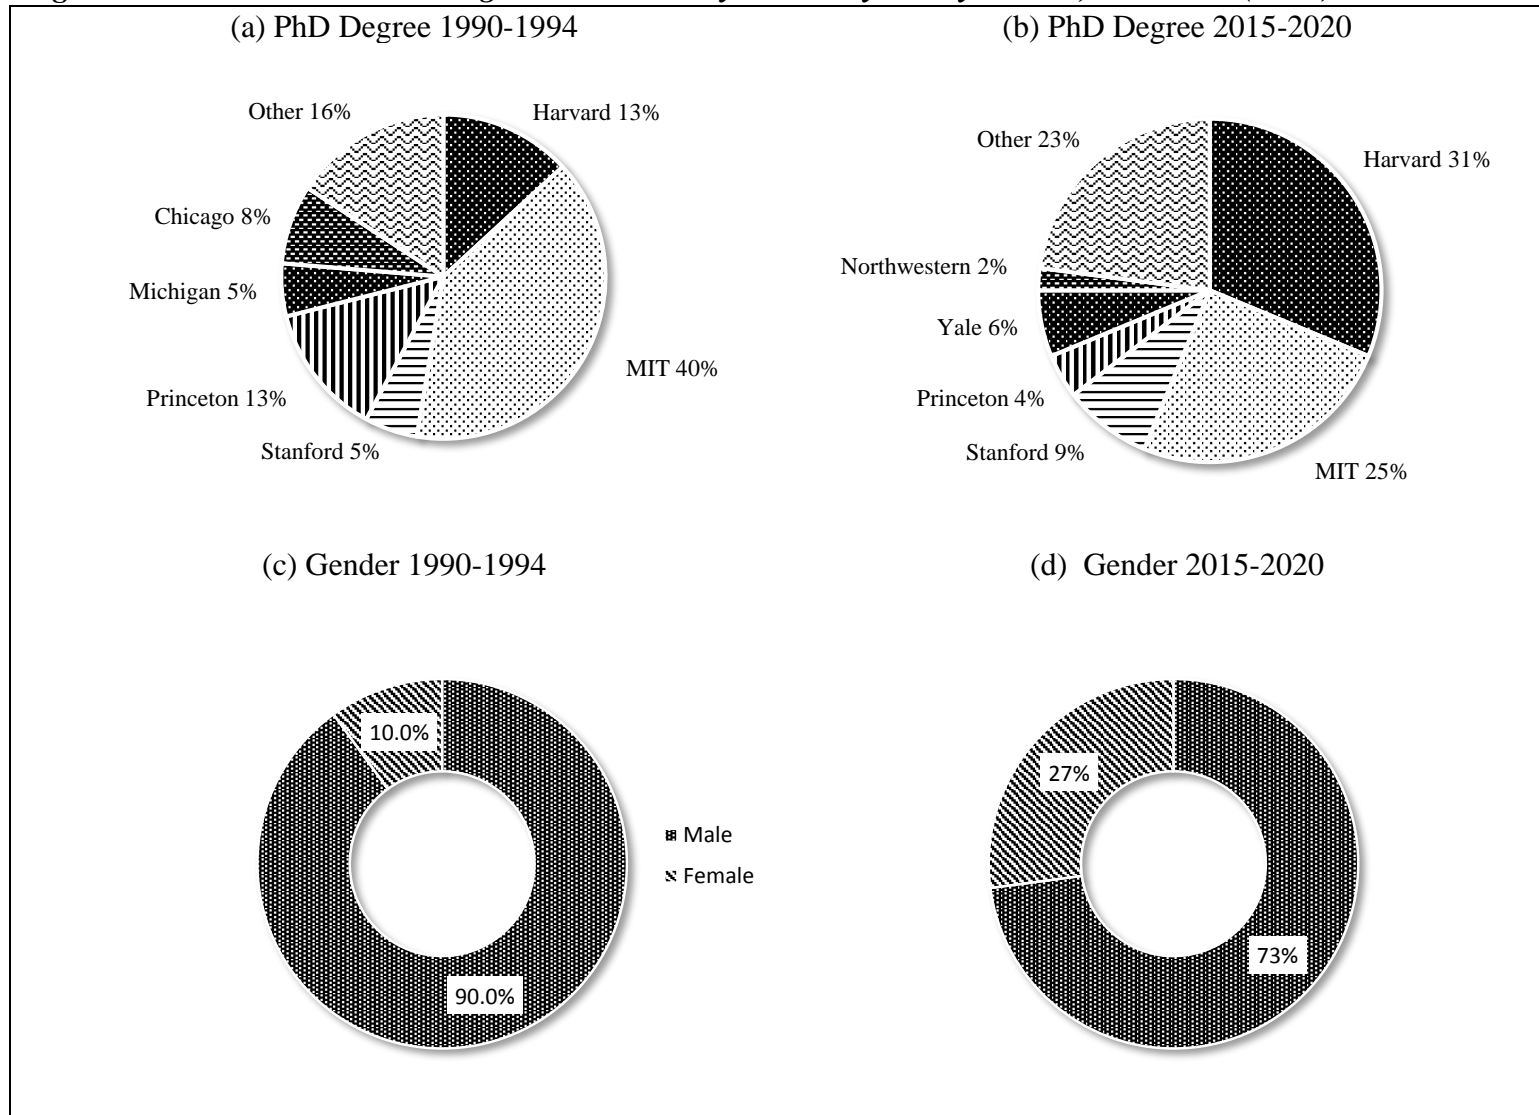 (a) PhD Degree 1990-1994
(b) PhD Degree 2015-2020
Other 16%
Harvard 13%
Chicago 8%
Michigan 5%
MIT 40%
Princeton 13%
Stanford 5%
Other 23%
Harvard 31%
Northwestern 2%
Yale 6%
Princeton 4%
Stanford 9%
MIT 25%
(c) Gender 1990-1994
(d) Gender 2015-2020
10.0%
90.0%
Male
Female
27%
73%